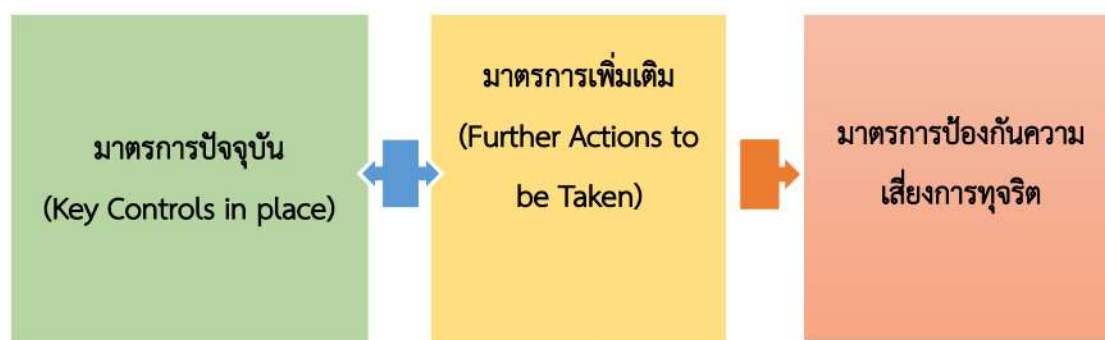 มาตรการปัจจุบัน
(Key Controls in place)
มาตรการเพิ่มเติม
(Further Actions to
be Taken)
มาตรการป้องกันความ
เสี่ยงการทุจริต